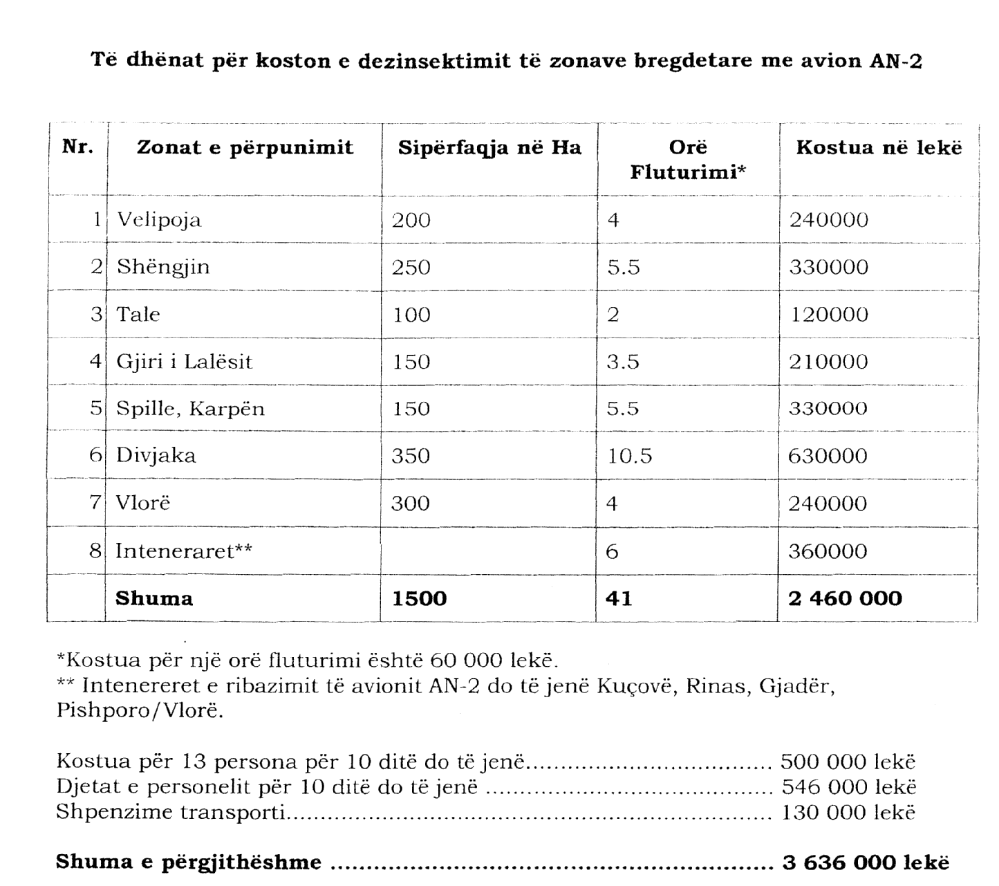 Të dhënat për koston e dezinsektimit të zonave bregdetare me avion AN-2
Nr. Zonat e përpunimit Sipërfaqja në Ha Orë Fluturimi* Kostua në lekë
1 Velipoja 200 4 240000
2 Shëngjin 250 5.5 330000
3 Tale 100 2 120000
4 Gjiri i Lalësit 150 3.5 210000
5 Spille, Karpën 150 5.5 330000
6 Divjaka 350 10.5 630000
7 Vlorë 300 4 240000
8 Inteneraret** 6 360000
Shuma 1500 41 2 460 000
*Kostua për një orë fluturimi është 60 000 lekë.
** Intenereret e ribazimit të avionit AN-2 do të jenë Kuçovë, Rinas, Gjadër,
Pishporo/Vlorë.
Kostua për 13 persona për 10 ditë do të jenë.................................... 500 000 lekë
Djetat e personelit për 10 ditë do të jenë .......................................... 546 000 lekë
Shpenzime transporti....................................................................... 130 000 lekë
Shuma e përgjithëshme ............................................................. 3 636 000 lekë